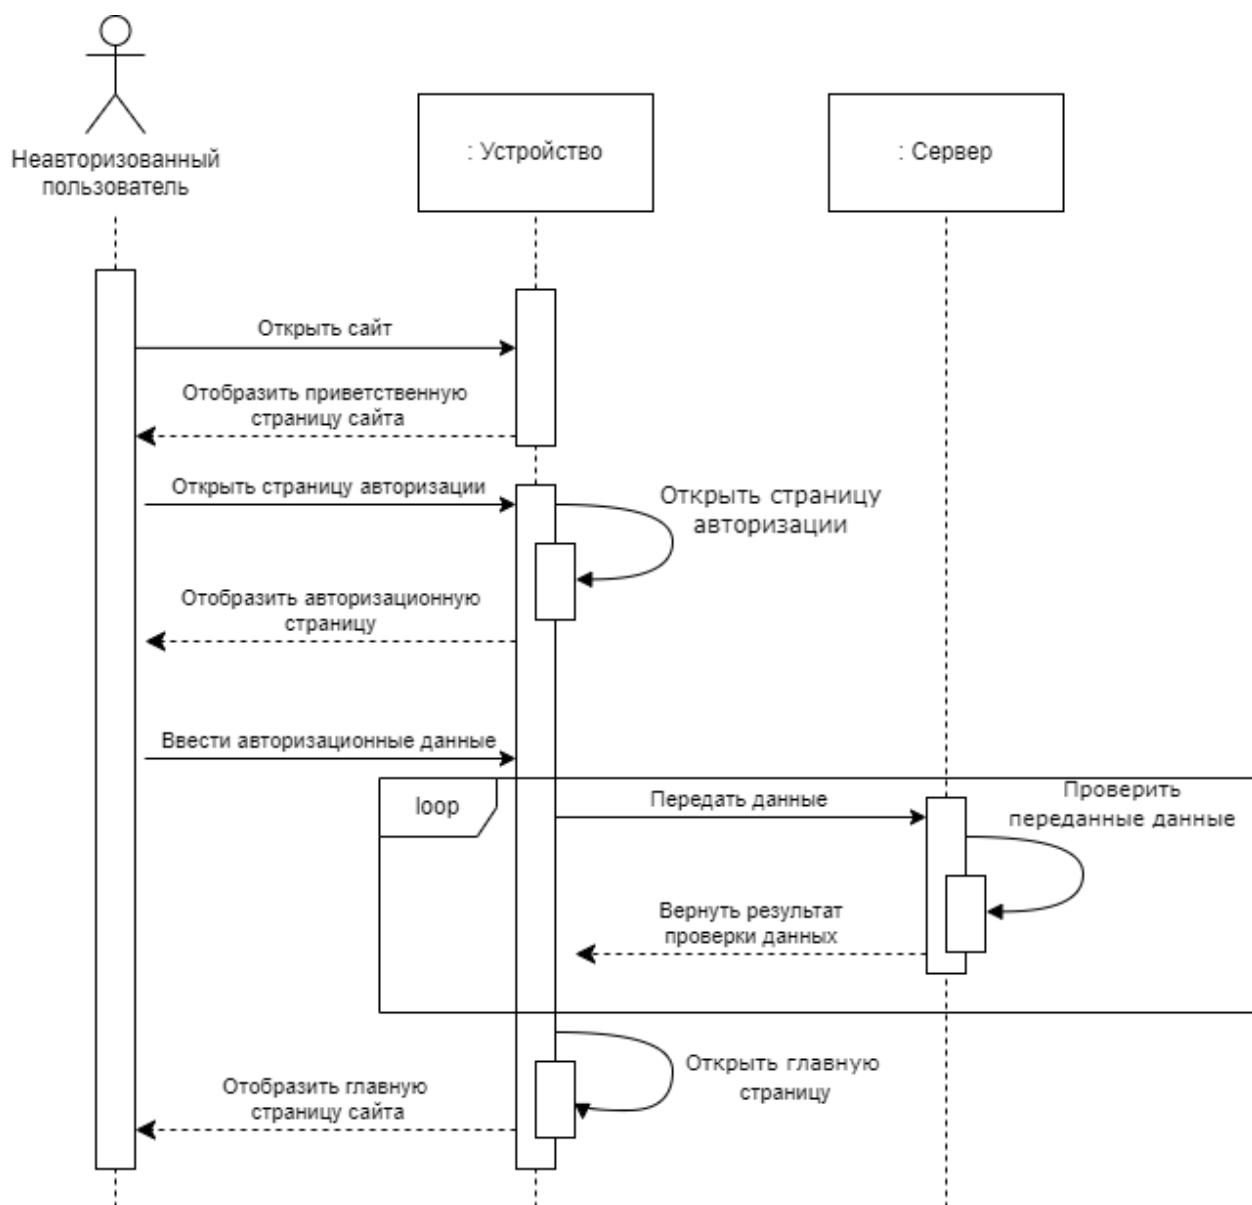 Неавторизованный
пользователь
: Устройство
: Сервер
Открыть сайт
Отобразить приветственную
страницу сайта
Открыть страницу авторизации
Открыть страницу
авторизации
Отобразить авторизационную
страницу
Ввести авторизационные данные
loop
Передать данные
Проверить
переданные данные
Вернуть результат
проверки данных
Открыть главную
страницу
Отобразить главную
страницу сайта